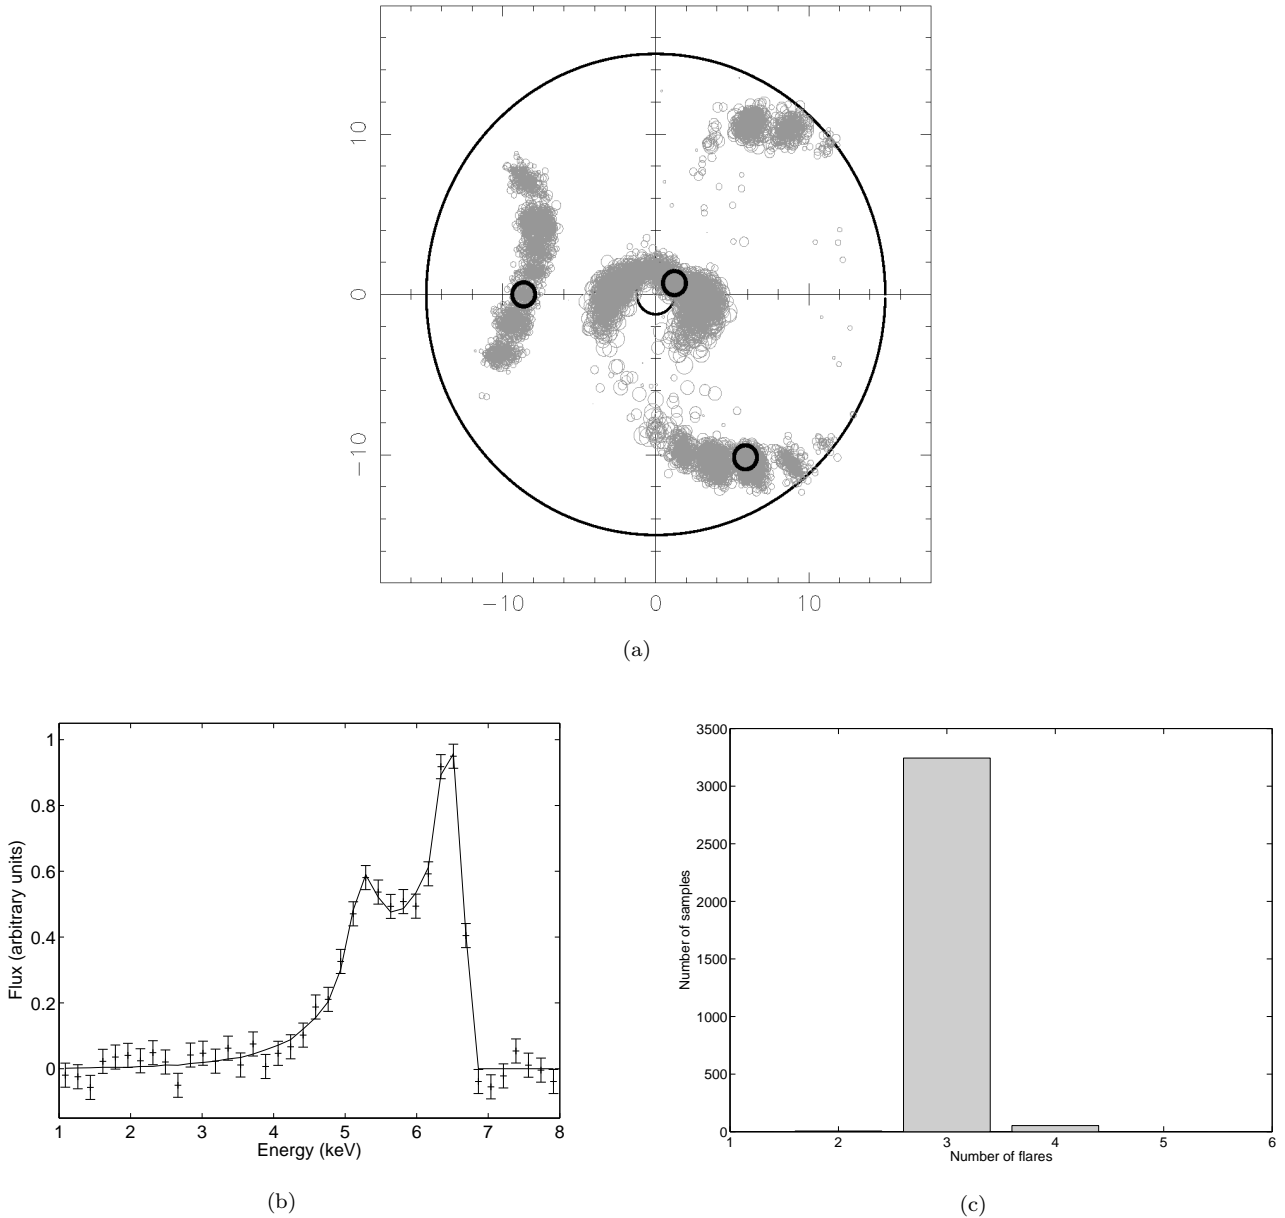 10
0
−10
−10 0 10
(a)
1
0.8
0.6
0.4
0.2
0
Flux (arbitrary units)
1 2 3 4 5 6 7 8
Energy (keV)
(b)
3500
3000
2500
2000
1500
1000
500
0
Number of samples
1 2 3 4 5 6
Number of flares
(c)